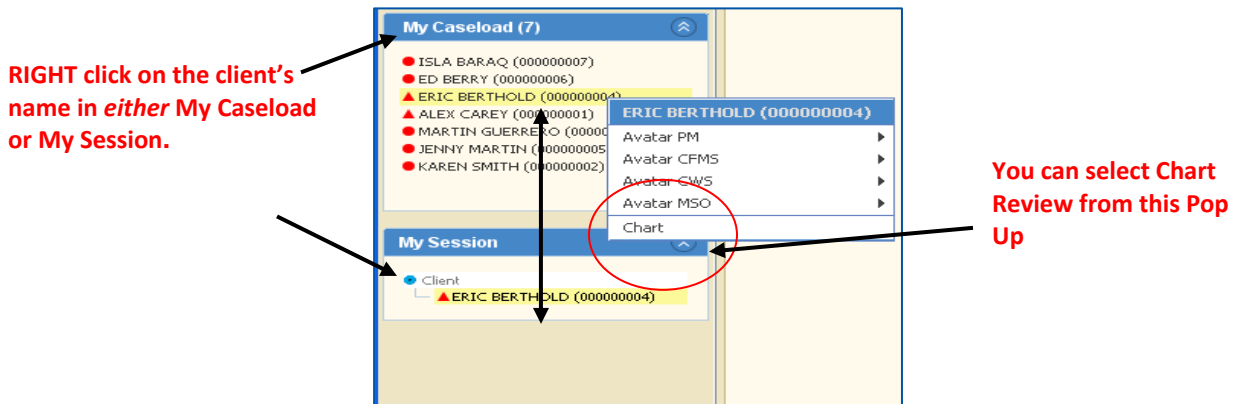 RIGHT click on the client's
name in either My Caseload
or My Session.
My Caseload (7)
ISLA BARAQ (000000007)
ED BERRY (000000006)
ERIC BERTHOLD (000000004)
ALEX CAREY (000000001)
MARTIN GUERRERO (00000
JENNY MARTIN (000000005
KAREN SMITH (000000002)
ERIC BERTHOLD (000000004)
Avatar PM
Avatar CFMS
Avatar CWS
Avatar MSO
Chart
My Session
Client
ERIC BERTHOLD (000000004)
You can select Chart
Review from this Pop
Up